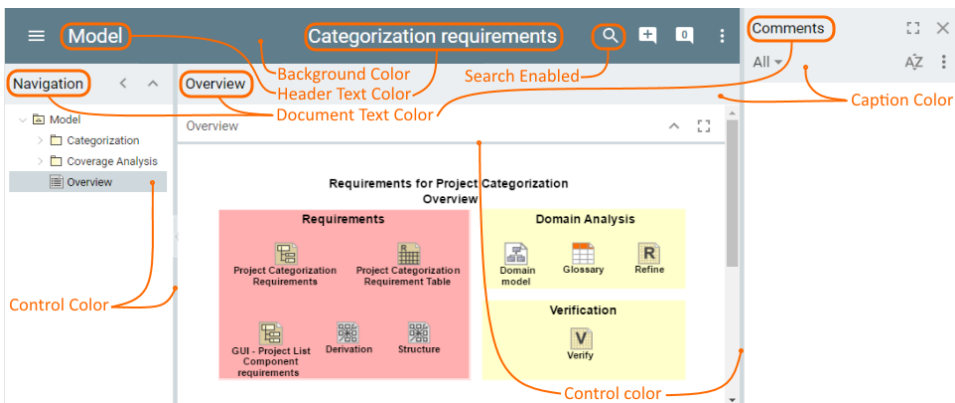 Model
Categorization requirements
0
Comments
All
AZ
Background Color
Header Text Color
Document Text Color
Search Enabled
Caption Color
Navigation
Overview
Model
Categorization
Coverage Analysis
Overview
Overview
Requirements for Project Categorization
Overview
Requirements
Project Categorization
Requirements
R
Project Categorization
Requirement Table
GUI - Project List
Component
requirements
Derivation
Structure
Domain Analysis
Domain
model
Glossary
R
Refine
Verification
V
Verify
Control Color
Control color